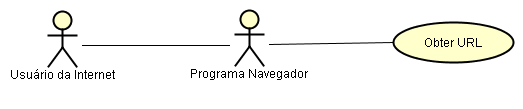 Obter URL
Usuário da Internet
Programa Navegador